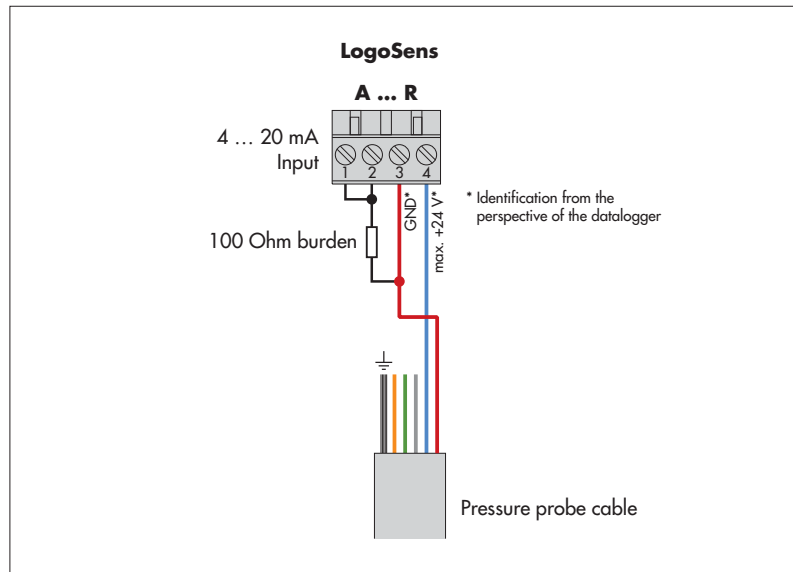 LogoSens
A ... R
4 ... 20 mA
Input
1 2 3 4
GND*
max. +24 V*
* Identification from the
perspective of the datalogger
100 Ohm burden
Pressure probe cable